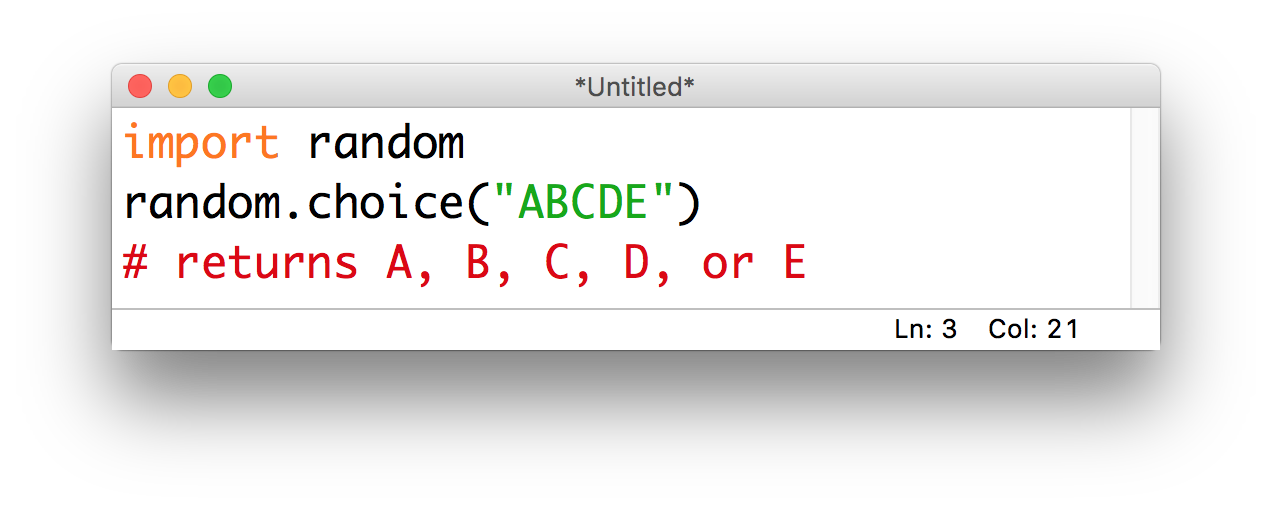 *Untitled*
import random
random.choice("ABCDE")
# returns A, B, C, D, or E
Ln: 3 Col: 21